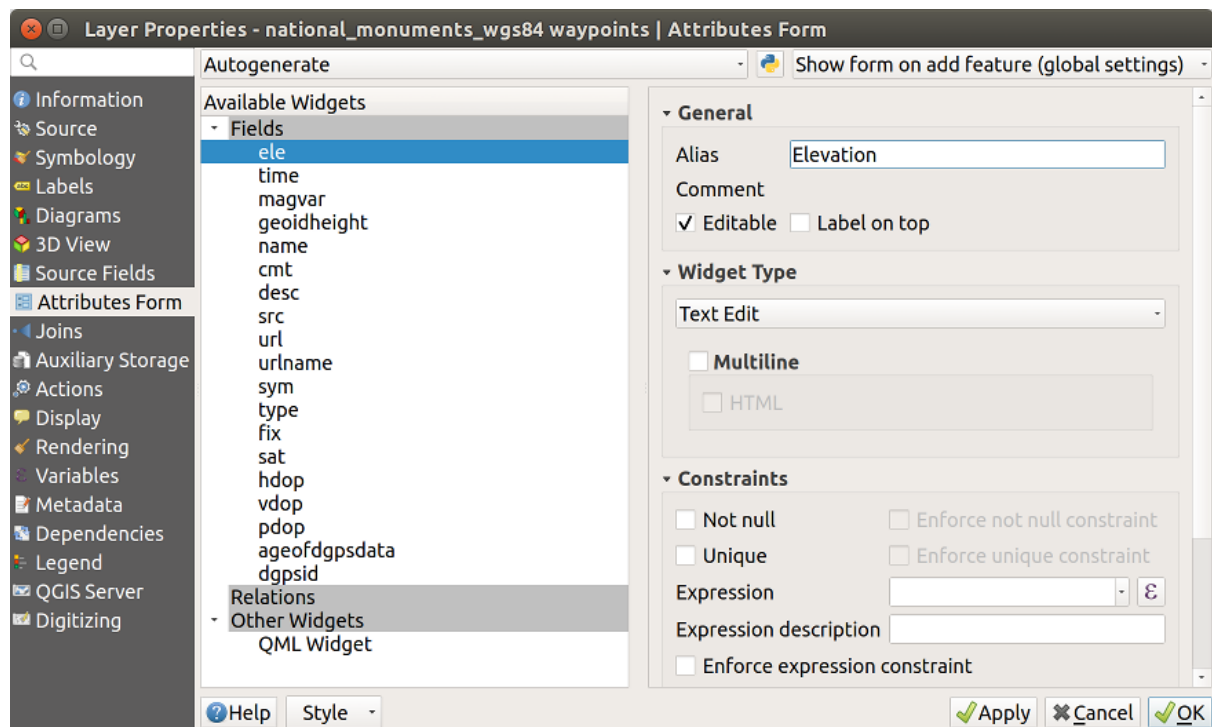 Layer Properties - national_monuments_wgs84 waypoints | Attributes Form
Autogenerate
Show form on add feature (global settings)
Information
Source
Symbology
Labels
Diagrams
3D View
Source Fields
Attributes Form
Joins
Auxiliary Storage
Actions
Display
Rendering
Variables
Metadata
Dependencies
Legend
QGIS Server
Digitizing
Available Widgets
Fields
ele
time
magvar
geoidheight
name
cmt
desc
src
url
urlname
sym
type
fix
sat
hdop
vdop
pdop
ageofdgpsdata
dgpsid
Relations
Other Widgets
QML Widget
General
Alias Elevation
Comment
Editable Label on top
Widget Type
Text Edit
Multiline
HTML
Constraints
Not null Enforce not null constraint
Unique Enforce unique constraint
Expression ε
Expression description
Enforce expression constraint
Help Style Apply Cancel OK